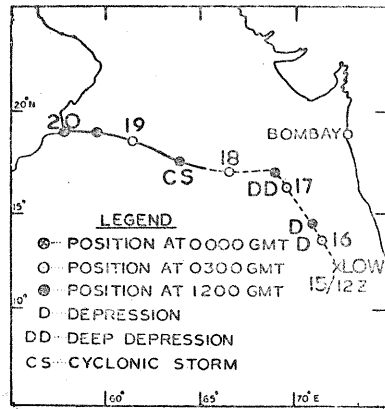 20
19
20°N
BOMBAY
18
CS
DD 17
15°
D
D 16
XLOW
15/12Z
10°
LEGEND
POSITION AT 0000 GMT
POSITION AT 0300 GMT
POSITION AT 1200 GMT
D DEPRESSION
DD DEEP DEPRESSION
CS CYCLONIC STORM
60° 65° 70°E